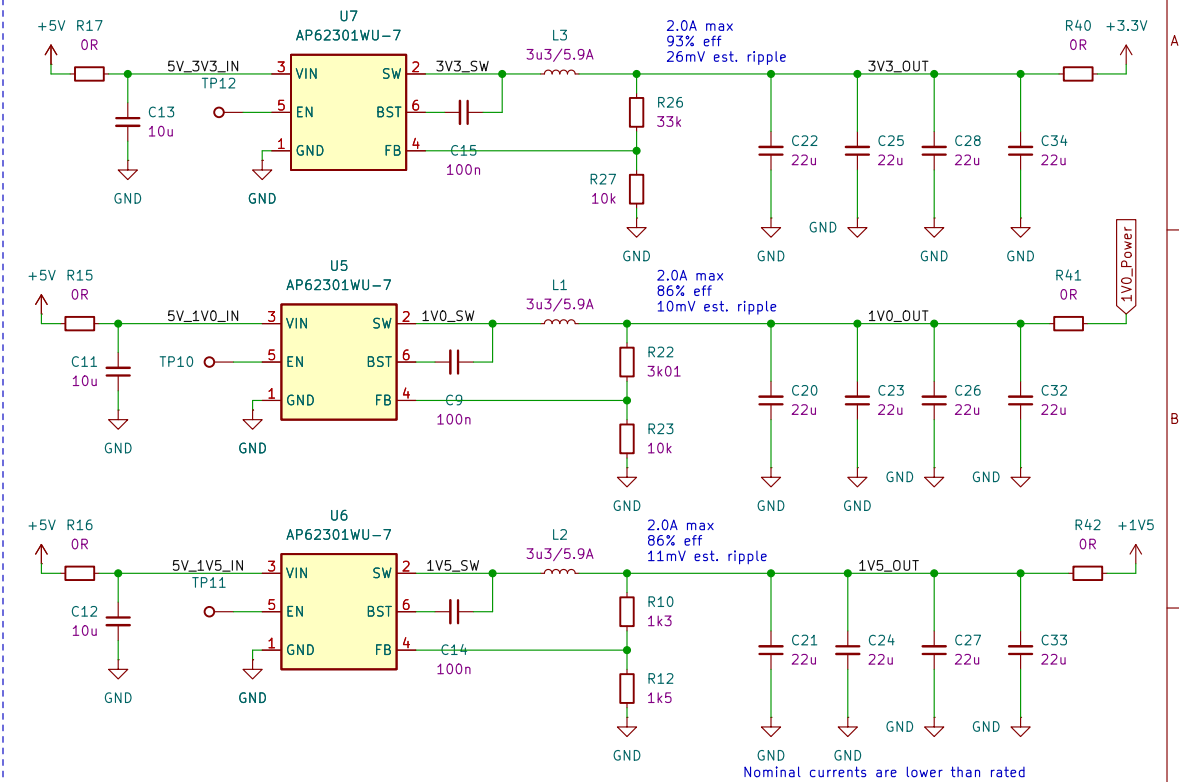 +5V R17
0R
U7
AP62301WU-7
L3
3u3/5.9A
2.0A max
93% eff
26mV est. ripple
R40
0R
+3.3V
A
5V_3V3_IN
TP12
3 VIN
SW 2
3V3_SW
3V3_OUT
5 EN
BST 6
1 GND
FB 4
C13
10u
GND
GND
C15
100n
R26
33k
R27
10k
GND
C22
22u
GND
C25
22u
GND
C28
22u
GND
C34
22u
GND
+5V R15
0R
U5
AP62301WU-7
L1
3u3/5.9A
2.0A max
86% eff
10mV est. ripple
R41
0R
1V0_Power
5V_1V0_IN
TP10
3 VIN
SW 2
1V0_SW
1V0_OUT
5 EN
BST 6
1 GND
FB 4
C11
10u
GND
GND
C9
100n
R22
3k01
R23
10k
GND
C20
22u
GND
C23
22u
C26
22u
GND
C32
22u
GND
B
+5V R16
0R
U6
AP62301WU-7
L2
3u3/5.9A
2.0A max
86% eff
11mV est. ripple
R42
0R
+1V5
5V_1V5_IN
TP11
3 VIN
SW 2
1V5_SW
1V5_OUT
5 EN
BST 6
1 GND
FB 4
C12
10u
GND
GND
C14
100n
R10
1k3
R12
1k5
GND
C21
22u
GND
C24
22u
GND
C27
22u
GND
C33
22u
GND
Nominal currents are lower than rated